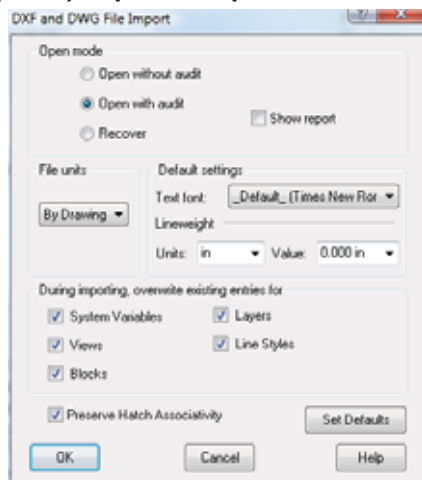 DXF and DWG File Import
Open mode
Open without audit
Open with audit
Show report
Recover
File units
Default settings
By Drawing
Text font: _Default_ (Times New Ror
Lineweight
Units: in Value: 0.000 in
During importing, overwrite existing entries for
System Variables Layers
Views Line Styles
Blocks
Preserve Hatch Associativity
Set Defaults
OK Cancel Help